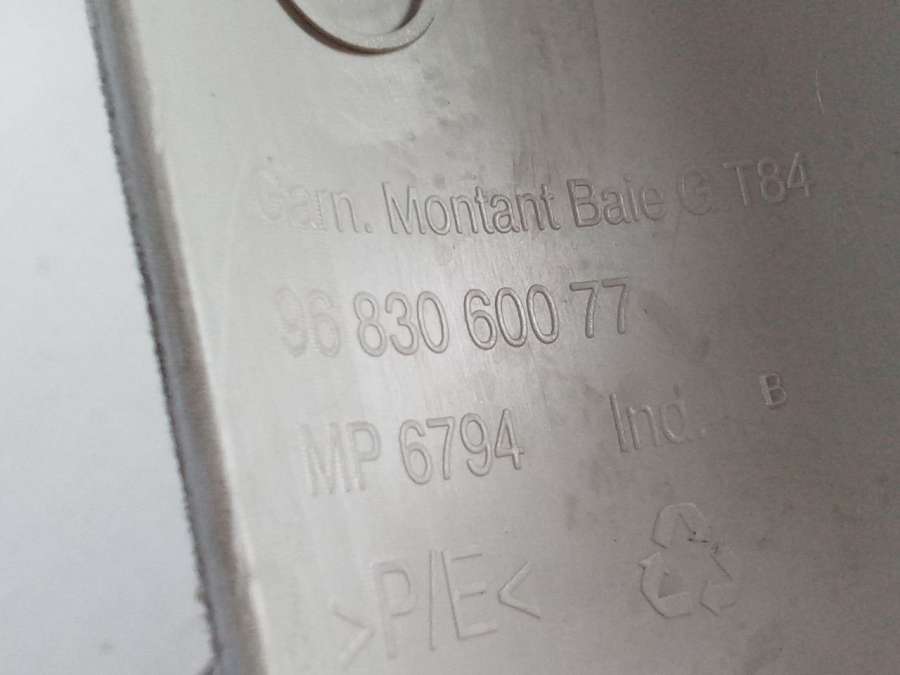 Garn. Montant Baie G T84
96 830 600 77
MP 6794 Ind. B
>P/E<